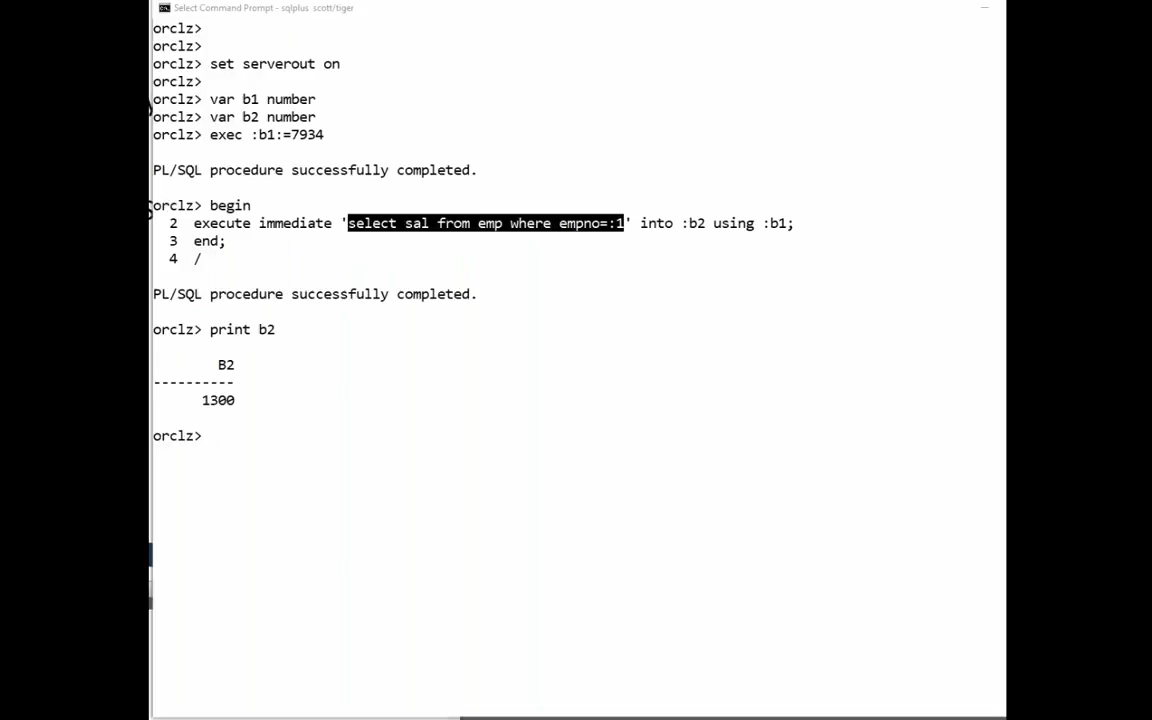 Select Command Prompt - sqlplus scott/tiger
orclz>
orclz>
orclz> set serverout on
orclz>
orclz> var b1 number
orclz> var b2 number
orclz> exec :b1:=7934
PL/SQL procedure successfully completed.
orclz> begin
2 execute immediate 'select sal from emp where empno=:1' into :b2 using :b1;
3 end;
4 /
PL/SQL procedure successfully completed.
orclz> print b2
B2
----------
1300
orclz>